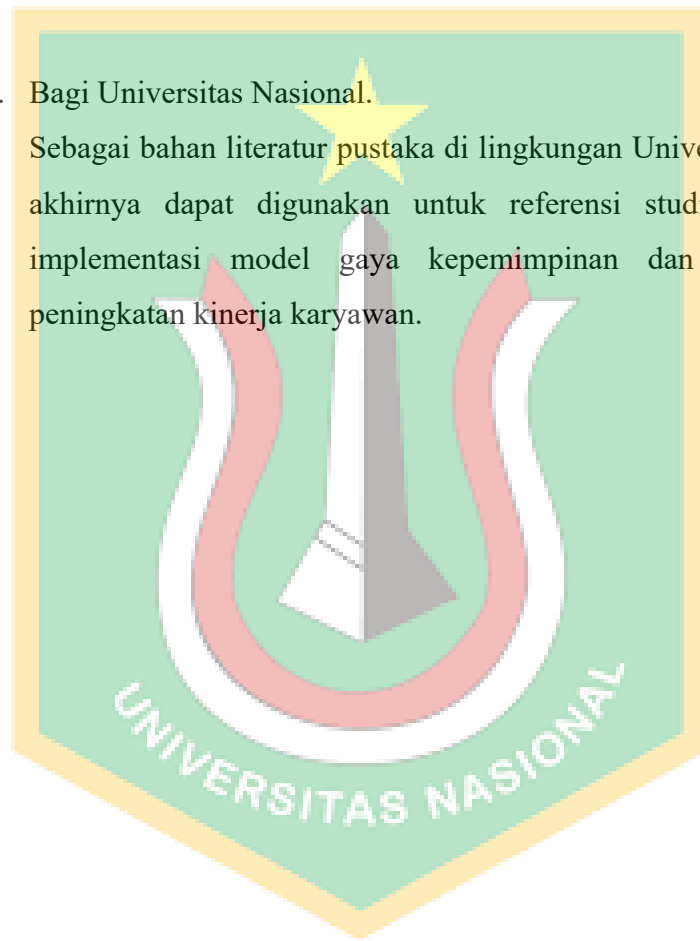 . Bagi Universitas Nasional.
Sebagai bahan literatur pustaka di lingkungan
akhirnya dapat digunakan untuk referensi
implementasi model gaya kepemimpinan dan
peningkatan kinerja karyawan.
UNIVERSITAS NASIONAL